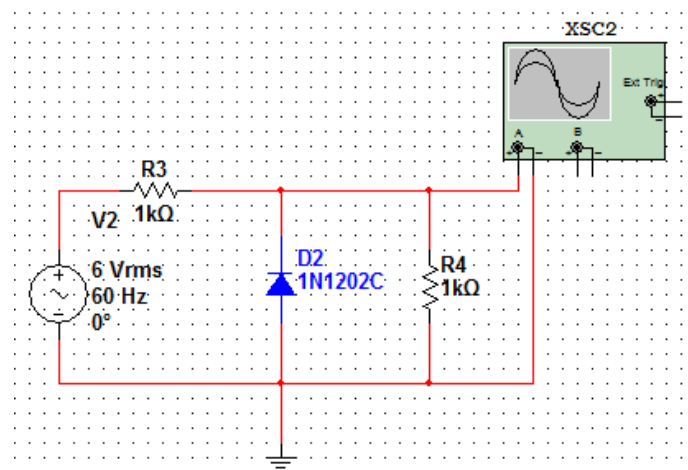 XSC2
Ext Trig
+
–
A
B
+ – + –
R3
1kΩ
V2
+
–
6 Vrms
60 Hz
0°
D2
1N1202C
R4
1kΩ